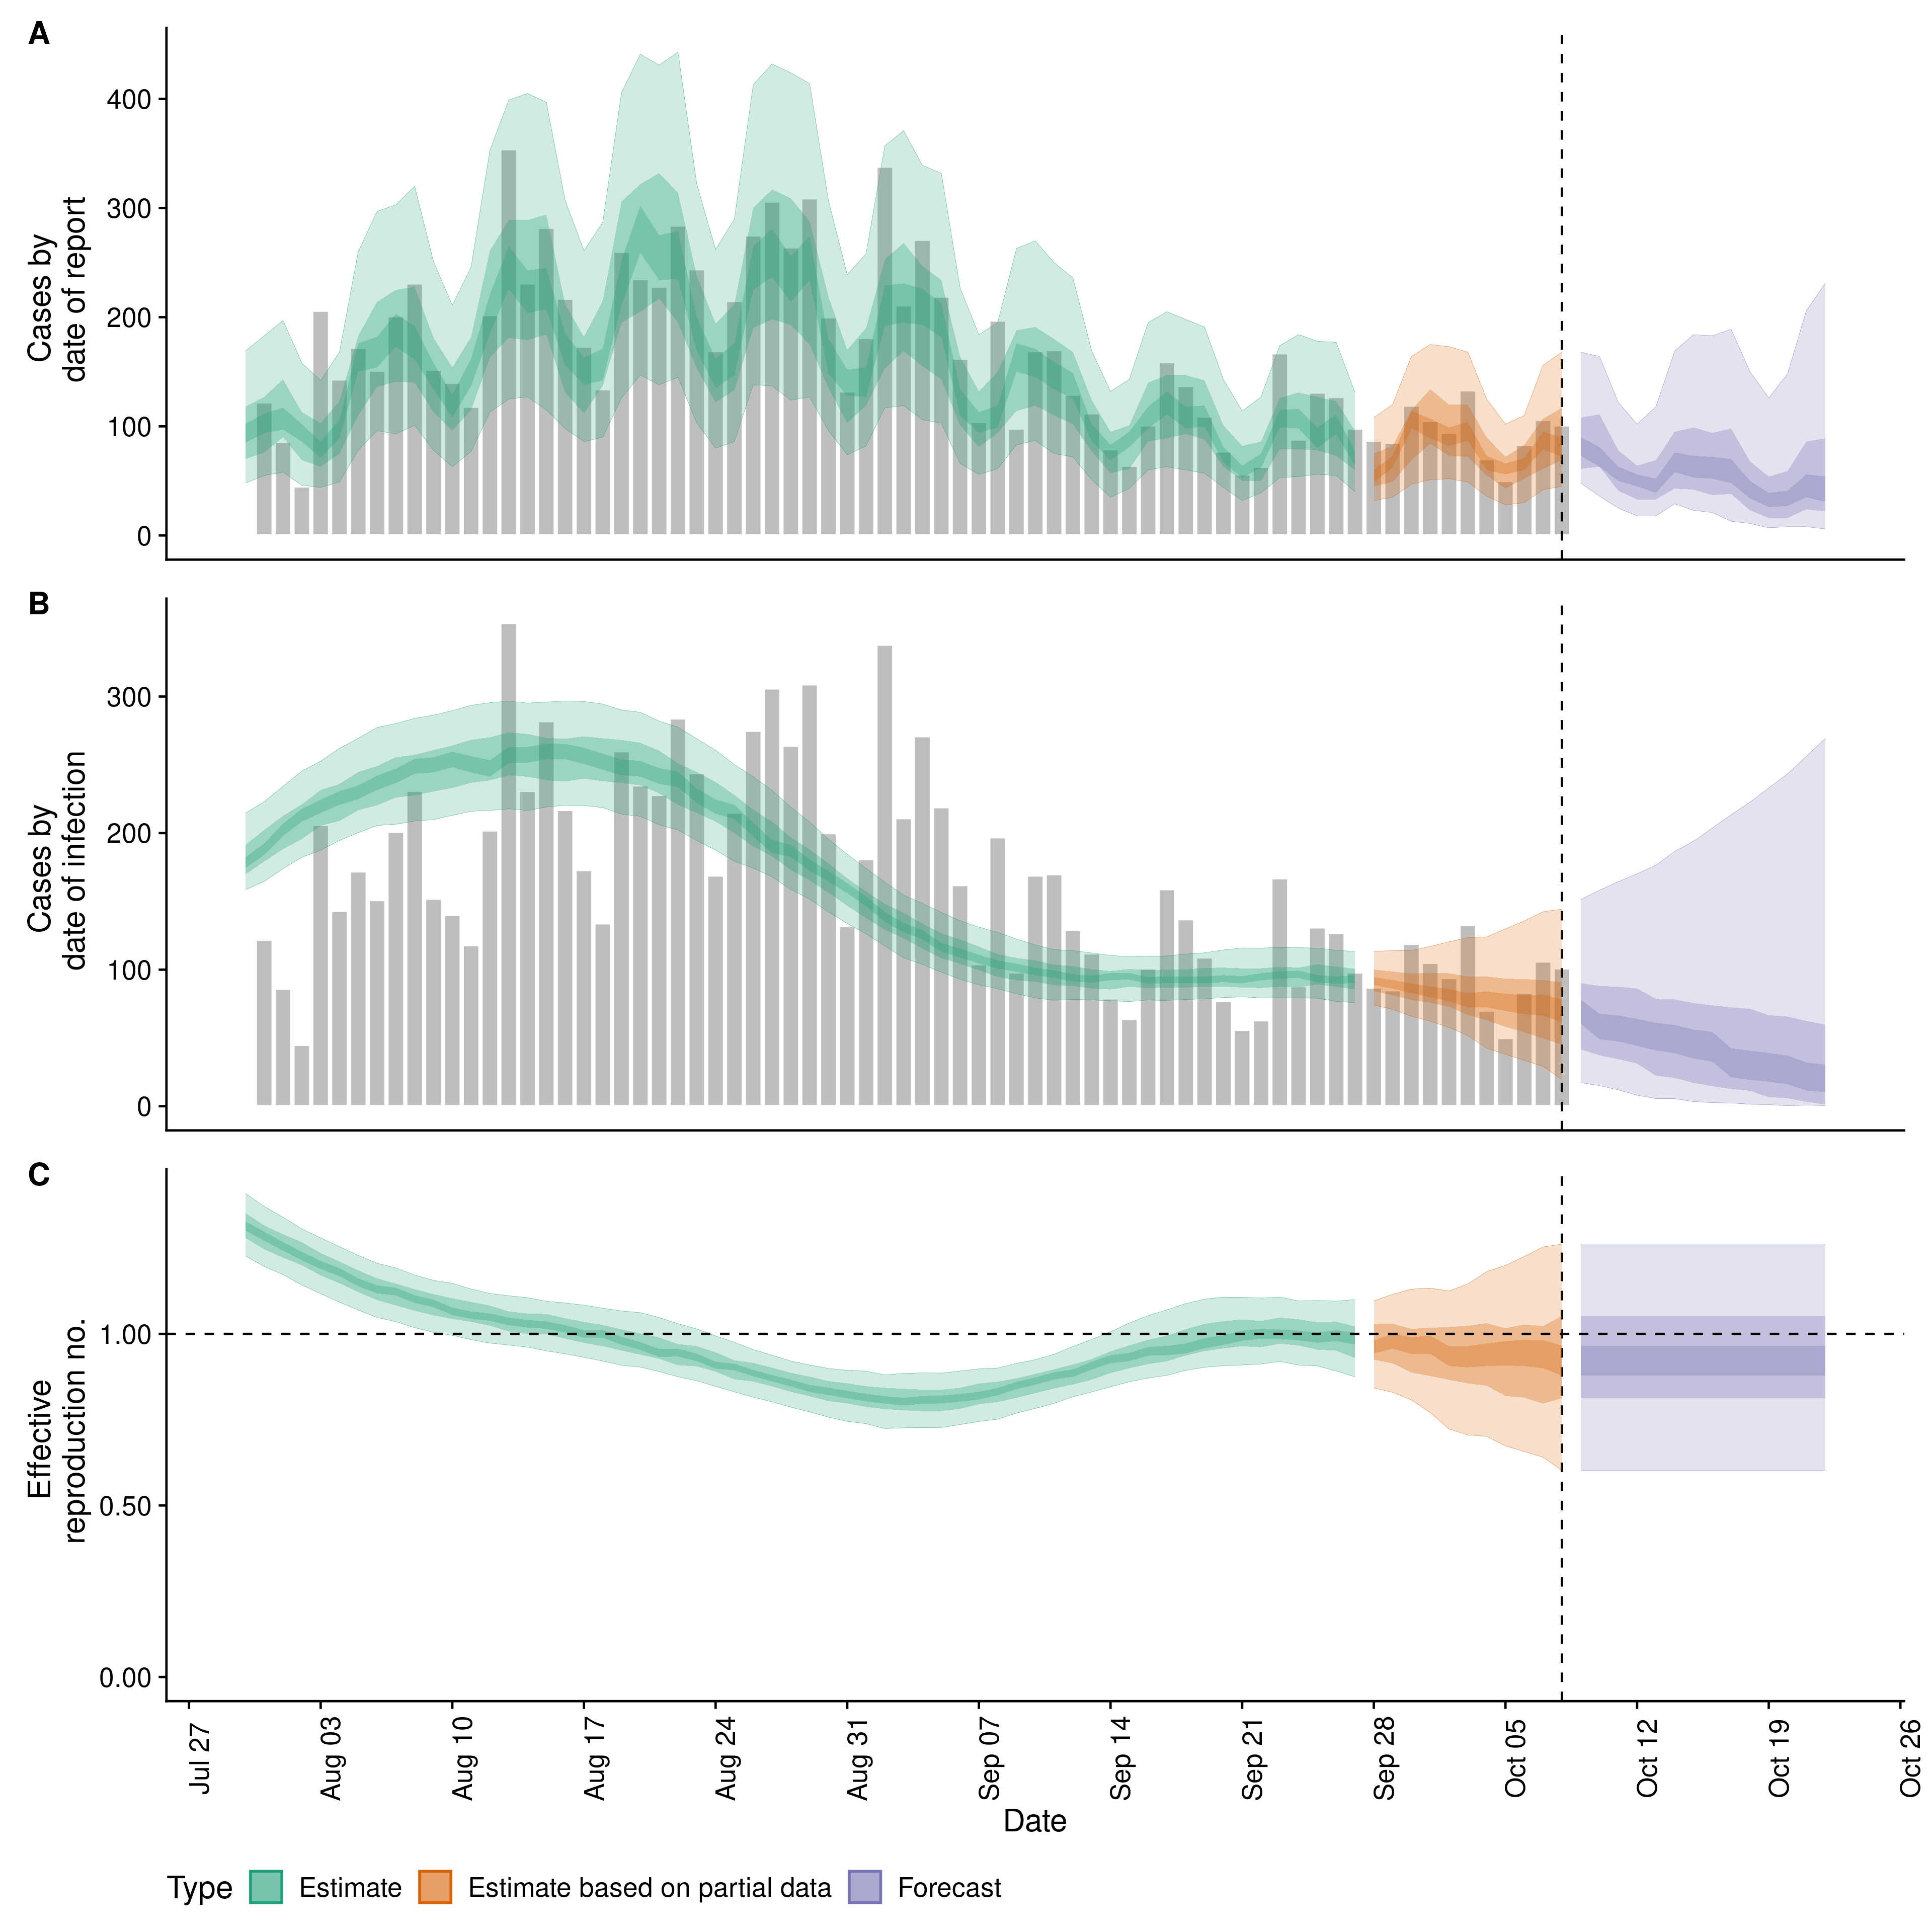 A
Cases by
date of report
400
300
200
100
0
B
Cases by
date of infection
300
200
100
0
C
Effective
reproduction no.
1.00
0.50
0.00
Jul 27
Aug 03
Aug 10
Aug 17
Aug 24
Aug 31
Sep 07
Sep 14
Sep 21
Sep 28
Oct 05
Oct 12
Oct 19
Oct 26
Date
Type Estimate Estimate based on partial data Forecast